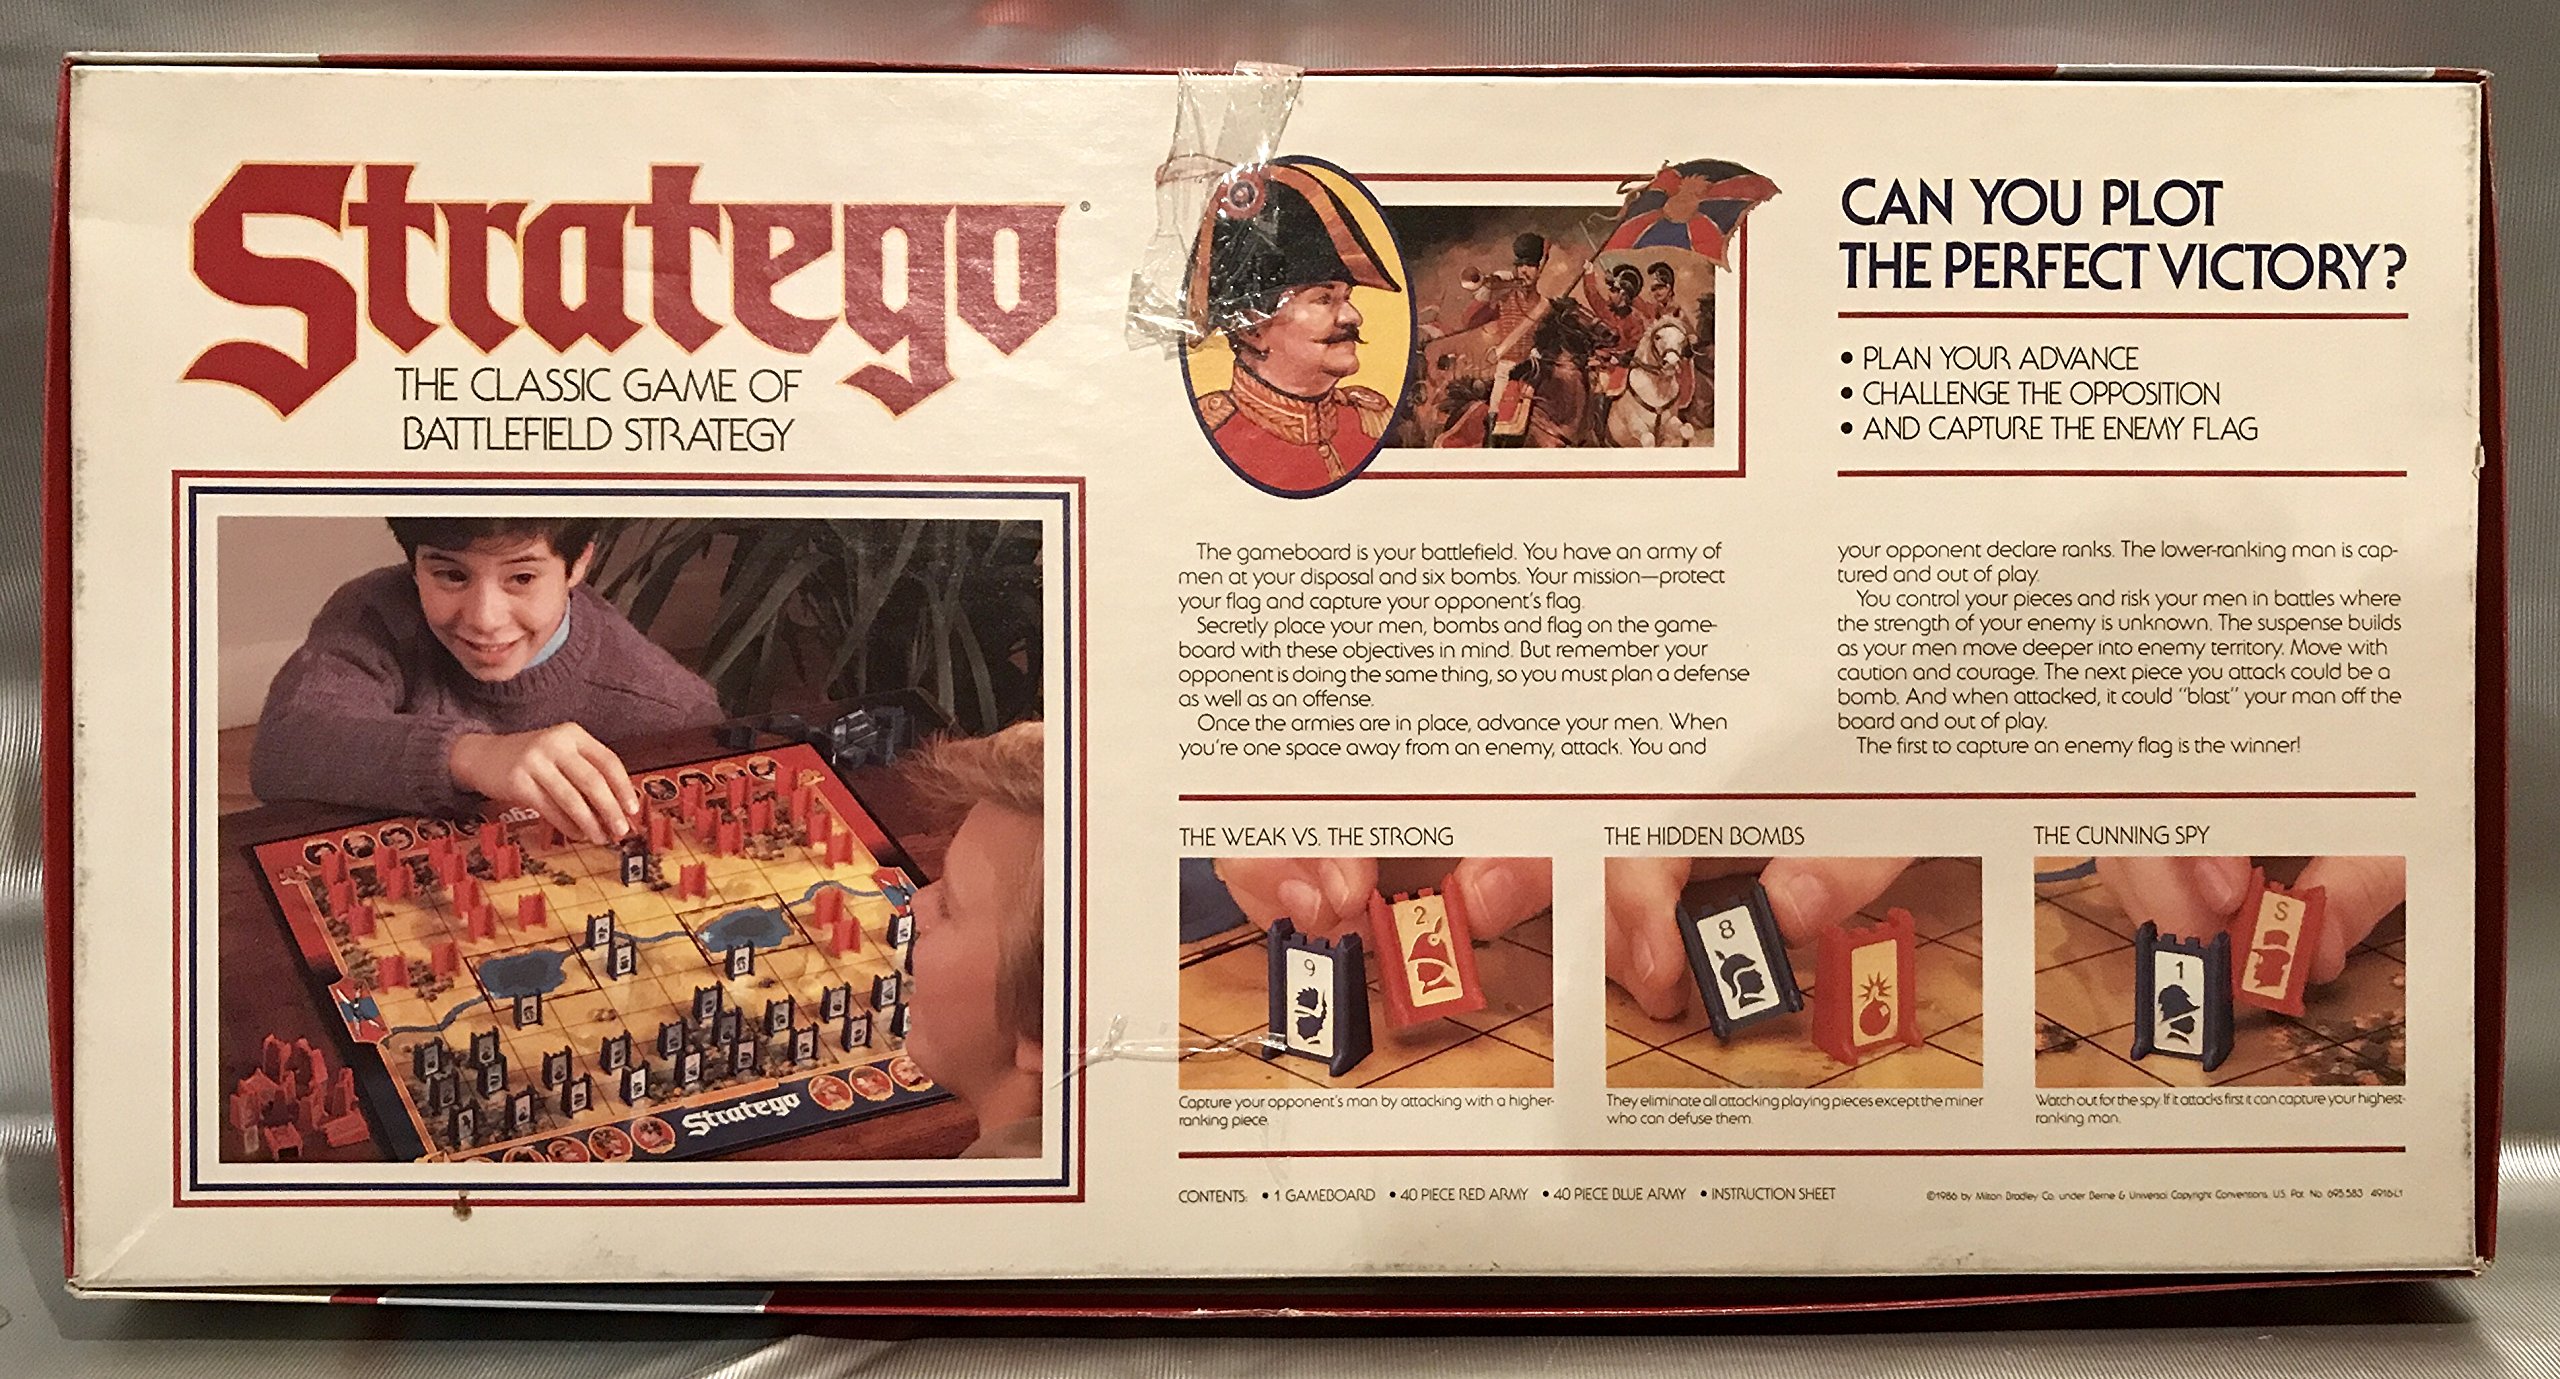 Stratego®
THE CLASSIC GAME OF
BATTLEFIELD STRATEGY
Stratego
CAN YOU PLOT
THE PERFECT VICTORY?
• PLAN YOUR ADVANCE
• CHALLENGE THE OPPOSITION
• AND CAPTURE THE ENEMY FLAG
The gameboard is your battlefield. You have an army of
men at your disposal and six bombs. Your mission—protect
your flag and capture your opponent's flag.
Secretly place your men, bombs and flag on the game-
board with these objectives in mind. But remember your
opponent is doing the same thing, so you must plan a defense
as well as an offense.
Once the armies are in place, advance your men. When
you're one space away from an enemy, attack. You and
your opponent declare ranks. The lower-ranking man is cap-
tured and out of play.
You control your pieces and risk your men in battles where
the strength of your enemy is unknown. The suspense builds
as your men move deeper into enemy territory. Move with
caution and courage. The next piece you attack could be a
bomb. And when attacked, it could "blast" your man off the
board and out of play.
The first to capture an enemy flag is the winner!
THE WEAK VS. THE STRONG
9
2
Capture your opponent's man by attacking with a higher-
ranking piece.
THE HIDDEN BOMBS
8
They eliminate all attacking playing pieces except the miner
who can defuse them.
THE CUNNING SPY
1
S
Watch out for the spy. If it attacks first it can capture your highest-
ranking man.
CONTENTS: • 1 GAMEBOARD • 40 PIECE RED ARMY • 40 PIECE BLUE ARMY • INSTRUCTION SHEET
©1986 by Milton Bradley Co. under Berne & Universal Copyright Conventions. U.S. Pat. No. 695,583 4916-L1